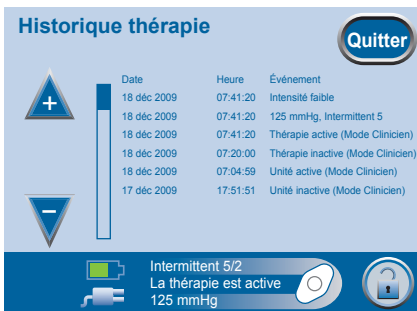 Historique thérapie
Quitter
+
Date Heure Événement
18 déc 2009 07:41:20 Intensité faible
18 déc 2009 07:41:20 125 mmHg, Intermittent 5
18 déc 2009 07:41:20 Thérapie active (Mode Clinicien)
18 déc 2009 07:20:00 Thérapie inactive (Mode Clinicien)
18 déc 2009 07:04:59 Unité active (Mode Clinicien)
17 déc 2009 17:51:51 Unité inactive (Mode Clinicien)
−
Intermittent 5/2
La thérapie est active
125 mmHg